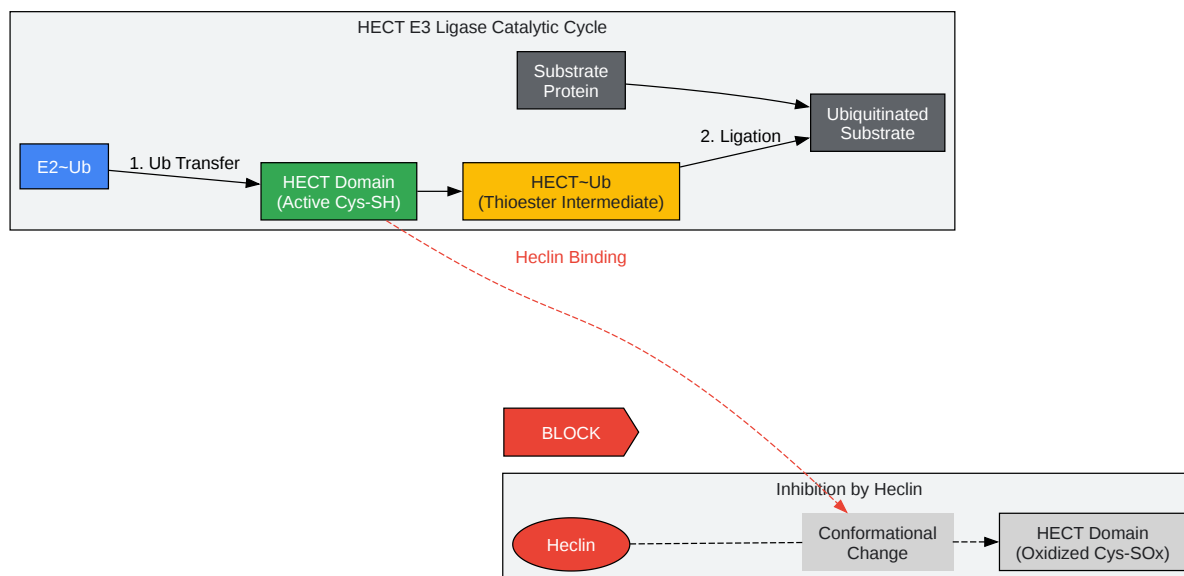 HECT E3 Ligase Catalytic Cycle
Substrate
Protein
Ubiquitinated
Substrate
E2~Ub
1. Ub Transfer
2. Ligation
HECT Domain
(Active Cys-SH)
HECT~Ub
(Thioester Intermediate)
Heclin Binding
BLOCK
Inhibition by Heclin
Heclin
Conformational
Change
HECT Domain
(Oxidized Cys-SOx)